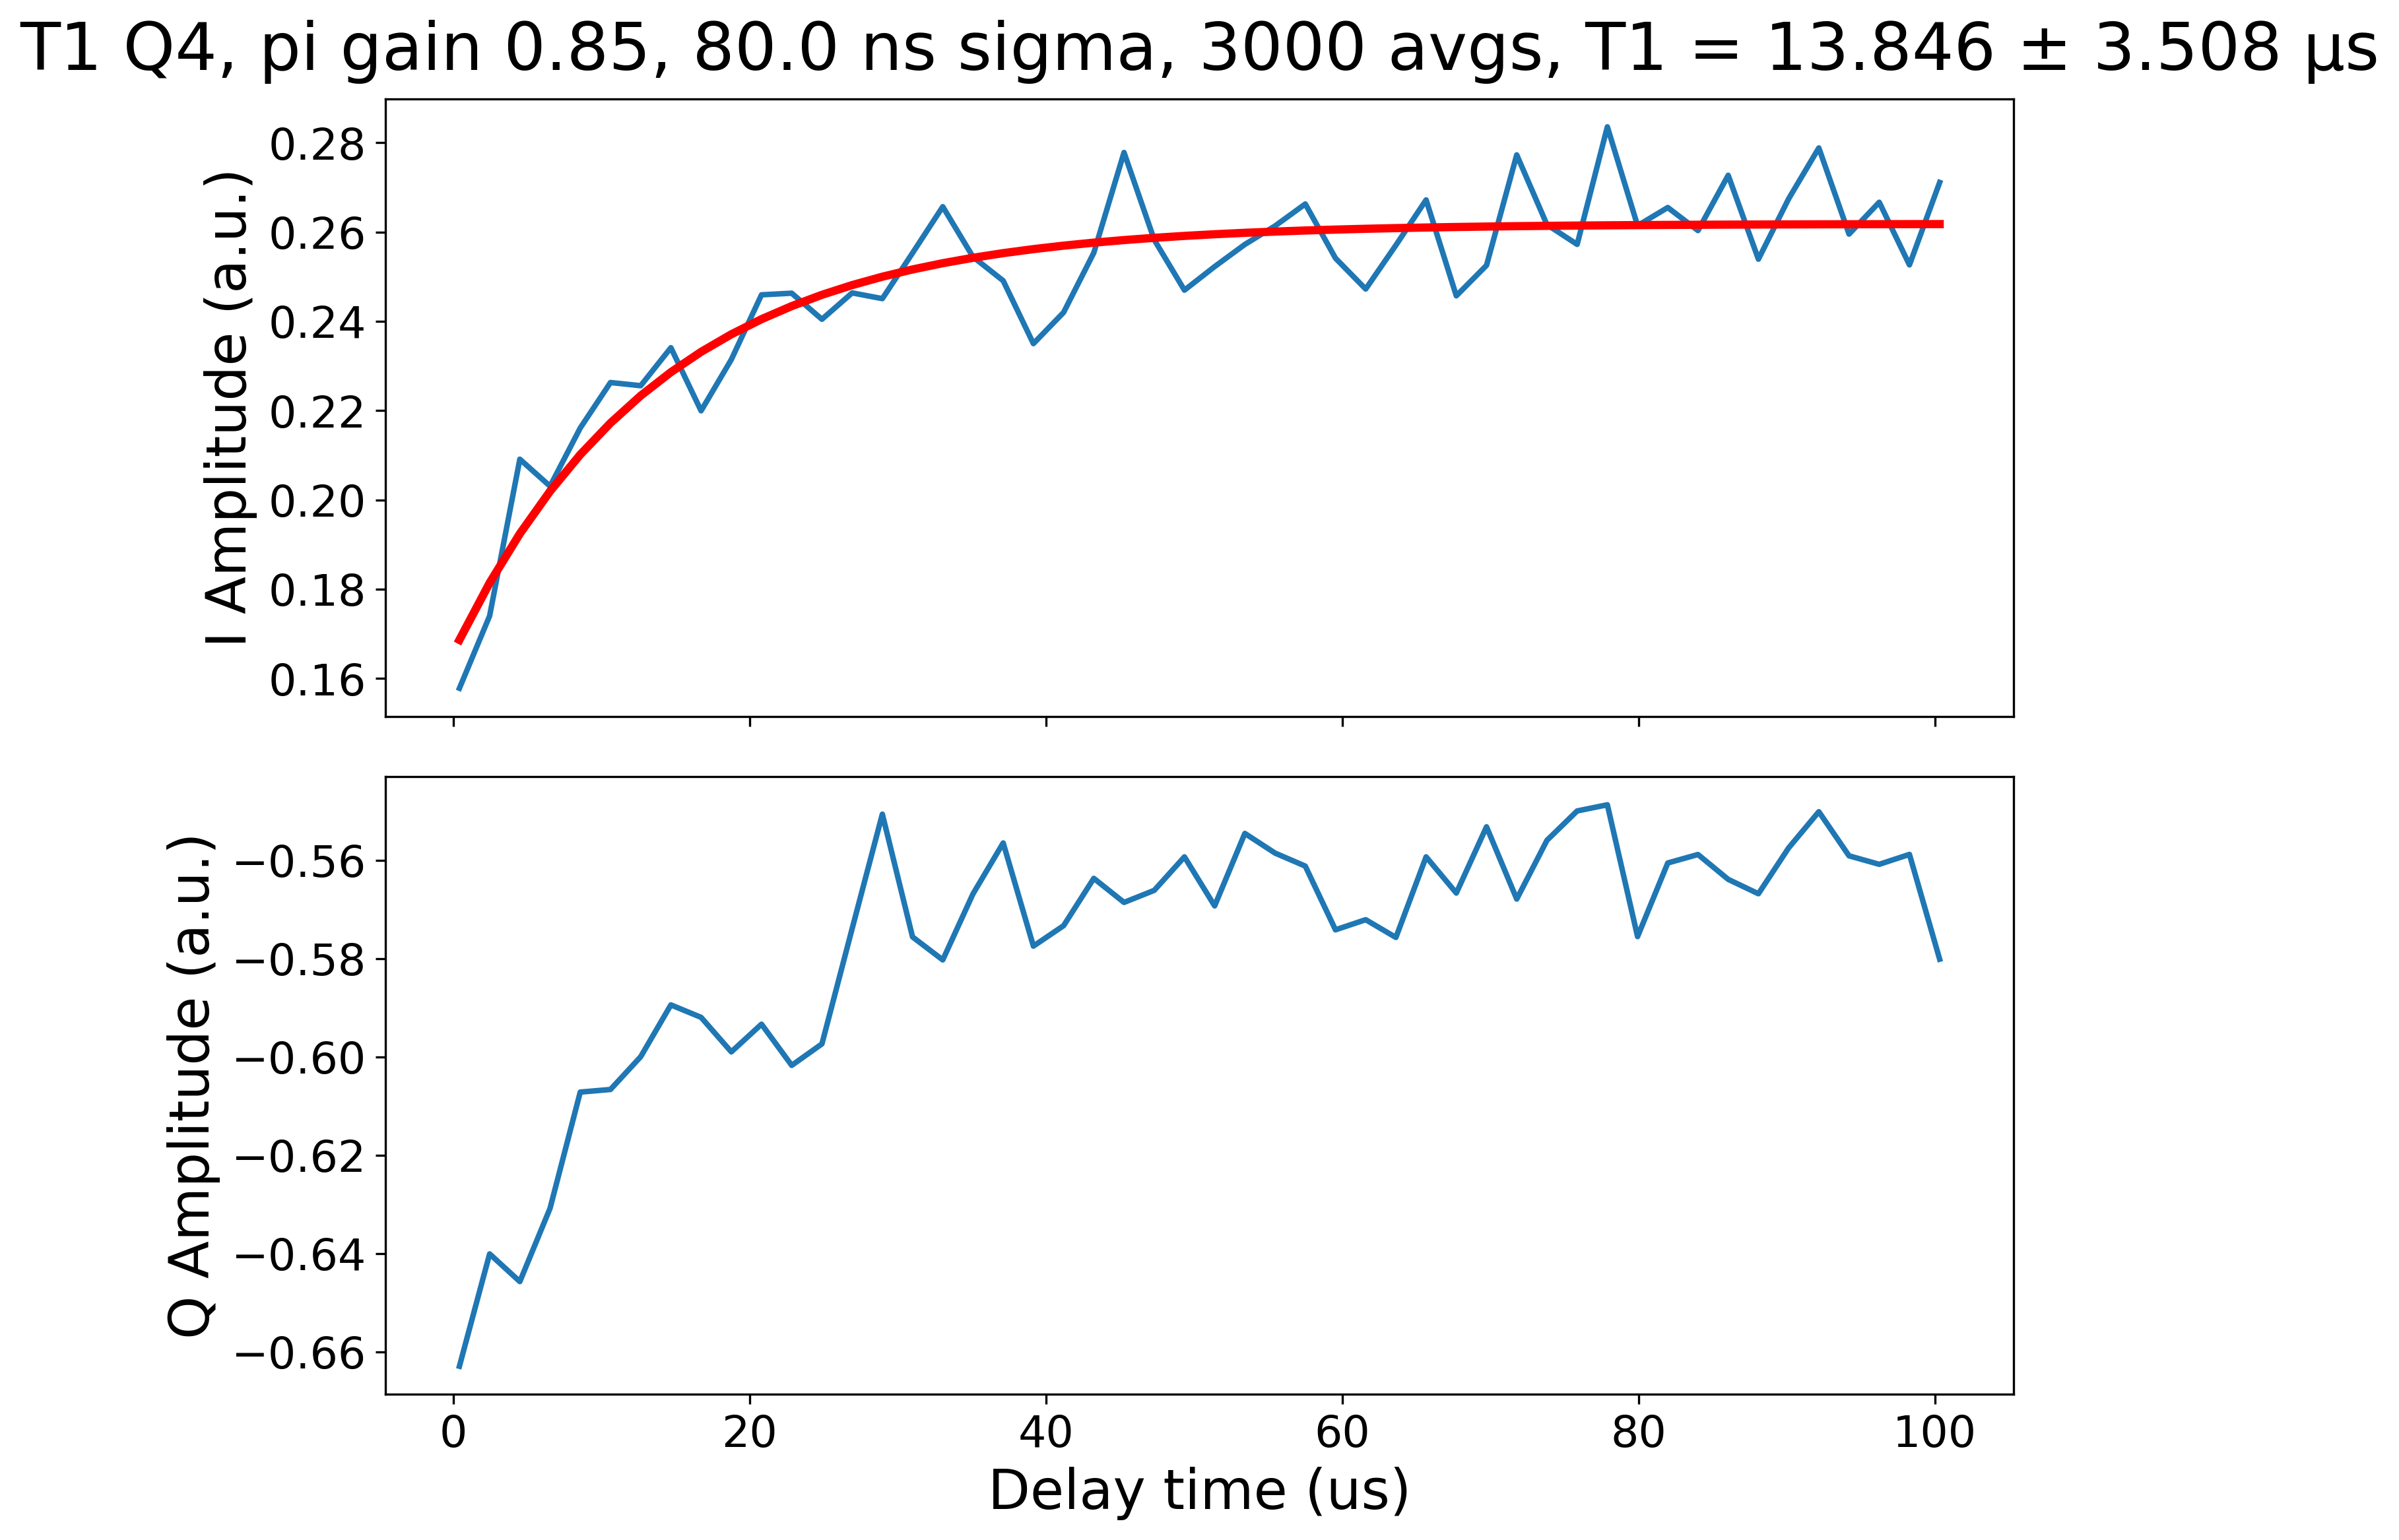 T1 Q4, pi gain 0.85, 80.0 ns sigma, 3000 avgs, T1 = 13.846 ± 3.508 µs
I Amplitude (a.u.)
0.28
0.26
0.24
0.22
0.20
0.18
0.16
Q Amplitude (a.u.)
−0.56
−0.58
−0.60
−0.62
−0.64
−0.66
0 20 40 60 80 100
Delay time (us)